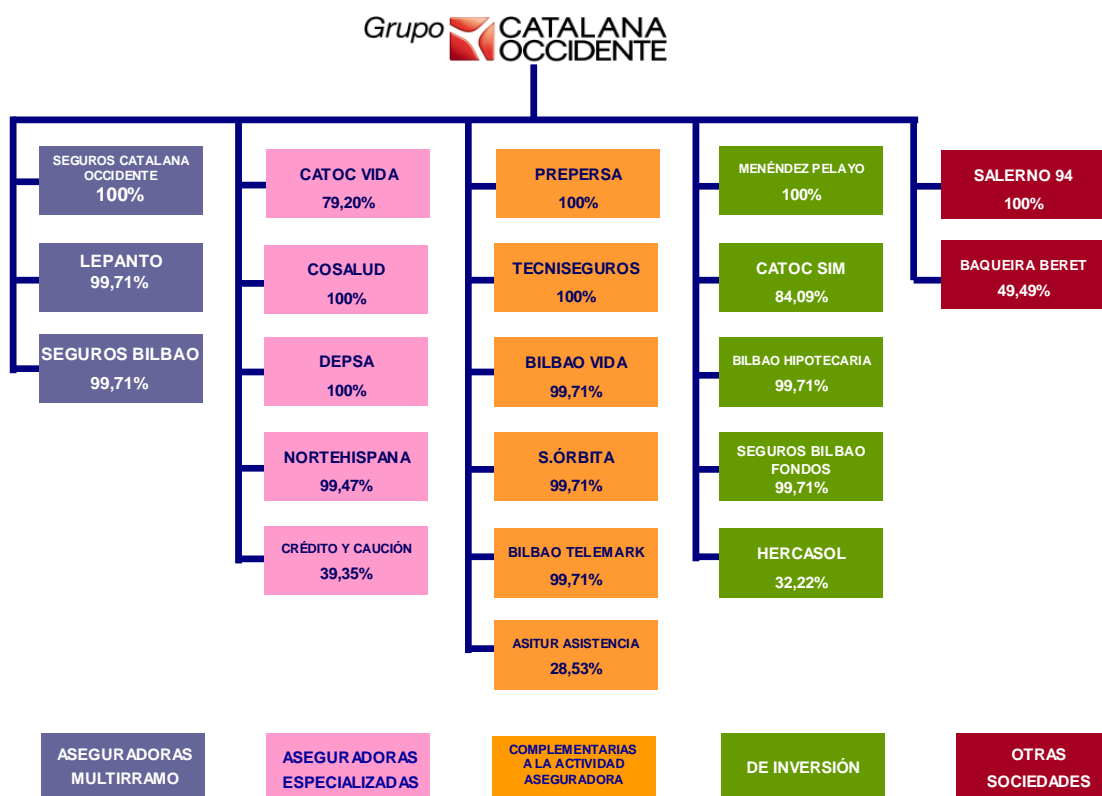 Grupo CATALANA
OCCIDENTE
SEGUROS CATALANA
OCCIDENTE
100%
LEPANTO
99,71%
SEGUROS BILBAO
99,71%
CATOC VIDA
79,20%
COSALUD
100%
DEPSA
100%
NORTEHISPANA
99,47%
CRÉDITO Y CAUCIÓN
39,35%
PREPERSA
100%
TECNISEGUROS
100%
BILBAO VIDA
99,71%
S.ÓRBITA
99,71%
BILBAO TELEMARK
99,71%
ASITUR ASISTENCIA
28,53%
MENÉNDEZ PELAYO
100%
CATOC SIM
84,09%
BILBAO HIPOTECARIA
99,71%
SEGUROS BILBAO
FONDOS
99,71%
HERCASOL
32,22%
SALERNO 94
100%
BAQUEIRA BERET
49,49%
ASEGURADORAS
MULTIRRAMO
ASEGURADORAS
ESPECIALIZADAS
COMPLEMENTARIAS
A LA ACTIVIDAD
ASEGURADORA
DE INVERSIÓN
OTRAS
SOCIEDADES